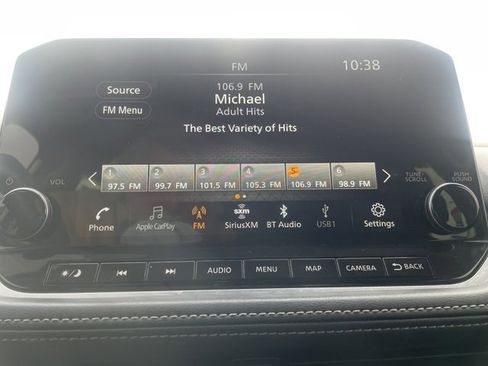 FM
10:38
Source
106.9 FM
Michael
FM Menu
Adult Hits
The Best Variety of Hits
1 2 3 4 5 6
97.5 FM 99.7 FM 101.5 FM 105.3 FM 106.9 FM 98.9 FM
VOL
TUNE·SCROLL
PUSH SOUND
sxm
Phone Apple CarPlay FM SiriusXM BT Audio USB1 Settings
AUDIO MENU MAP CAMERA BACK